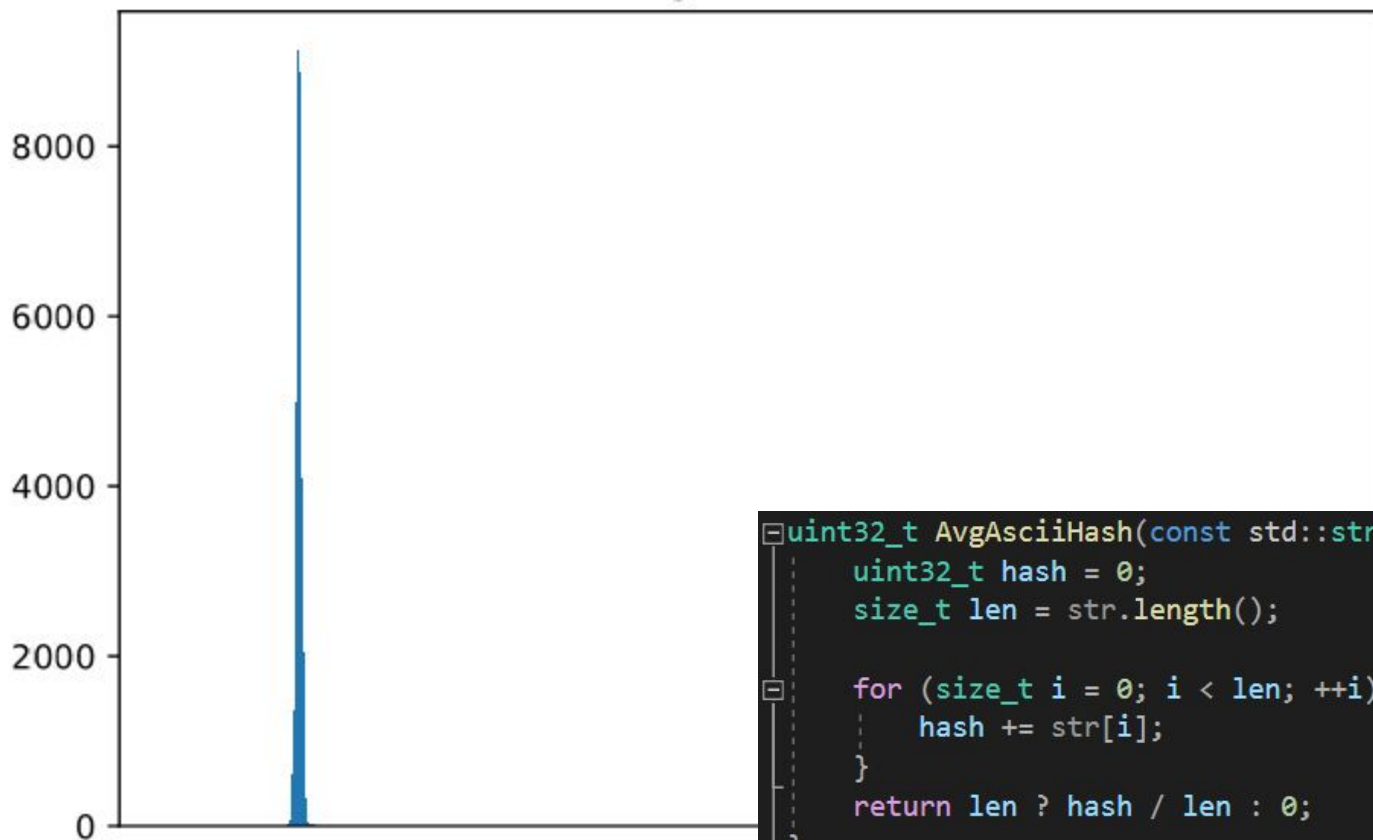 8000
6000
4000
2000
0
uint32_t AvgAsciiHash(const std::str
uint32_t hash = 0;
size_t len = str.length();
for (size_t i = 0; i < len; ++i)
hash += str[i];
}
return len ? hash / len : 0;